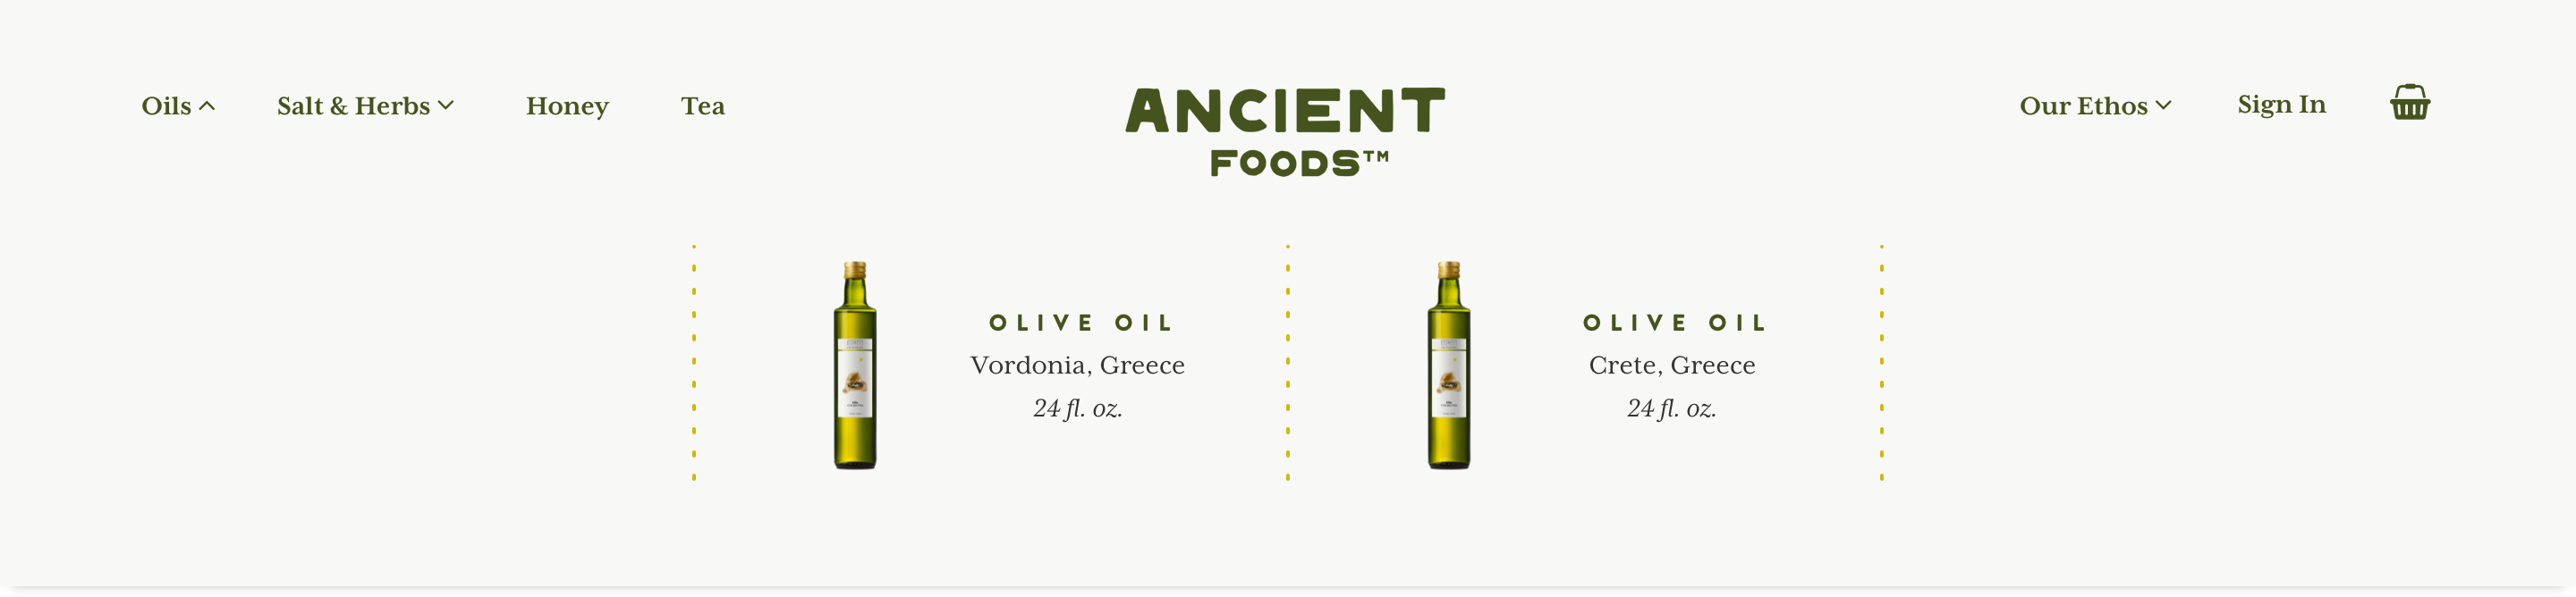 Oils
Salt & Herbs
Honey
Tea
ANCIENT
FOODS™
Our Ethos
Sign In
OLIVE OIL
Vordonia, Greece
24 fl. oz.
OLIVE OIL
Crete, Greece
24 fl. oz.